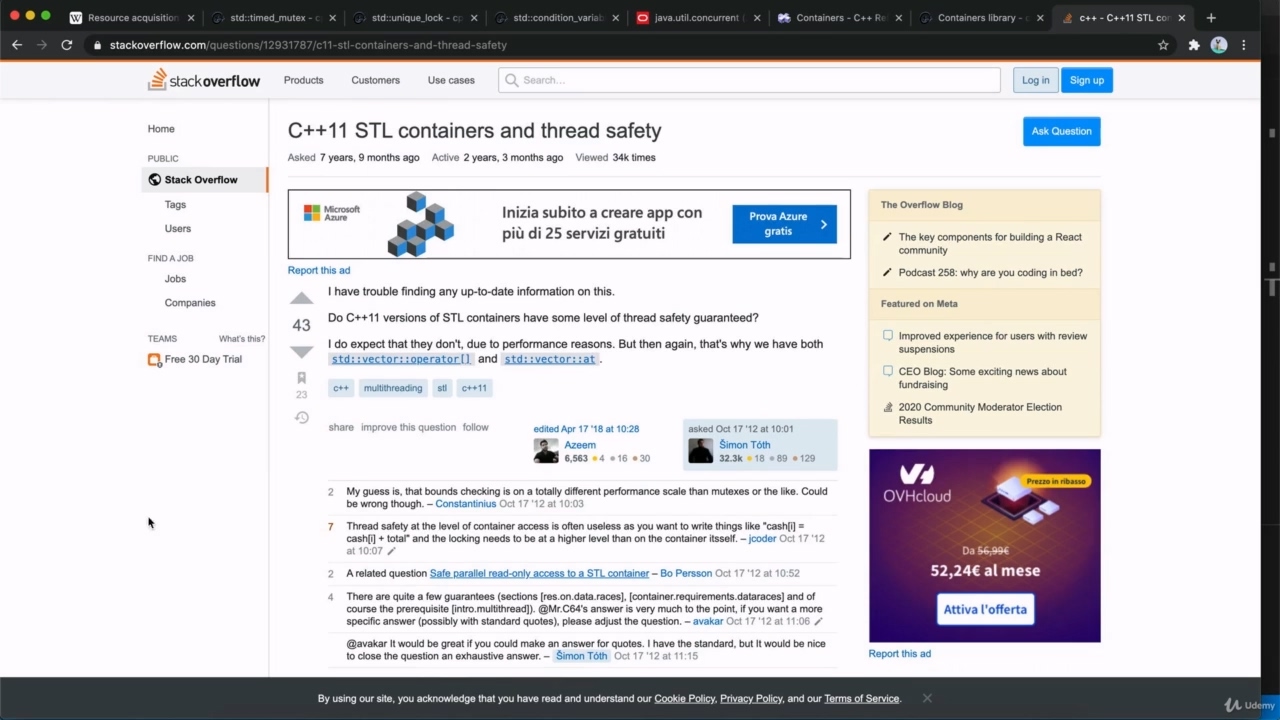 Resource acquisition
std::timed_mutex - c
std::unique_lock - cp
std::condition_variab
java.util.concurrent (
Containers - C++ Re
Containers library - c
c++ - C++11 STL con
stackoverflow.com/questions/12931787/c11-stl-containers-and-thread-safety
stackoverflow
Products
Customers
Use cases
Search...
Log in
Sign up
Home
PUBLIC
Stack Overflow
Tags
Users
FIND A JOB
Jobs
Companies
TEAMS
What's this?
Free 30 Day Trial
C++11 STL containers and thread safety
Ask Question
Asked 7 years, 9 months ago Active 2 years, 3 months ago Viewed 34k times
Microsoft
Azure
Inizia subito a creare app con
più di 25 servizi gratuiti
Prova Azure
gratis
Report this ad
43
23
I have trouble finding any up-to-date information on this.
Do C++11 versions of STL containers have some level of thread safety guaranteed?
I do expect that they don't, due to performance reasons. But then again, that's why we have both
std::vector::operator[] and std::vector::at.
c++ multithreading stl c++11
share improve this question follow
edited Apr 17 '18 at 10:28
Azeem
6,563 4 16 30
asked Oct 17 '12 at 10:01
Šimon Tóth
32.3k 18 89 129
2 My guess is, that bounds checking is on a totally different performance scale than mutexes or the like. Could
be wrong though. – Constantinius Oct 17 '12 at 10:03
7 Thread safety at the level of container access is often useless as you want to write things like "cash[i] =
cash[i] + total" and the locking needs to be at a higher level than on the container itsself. – jcoder Oct 17 '12
at 10:07
2 A related question Safe parallel read-only access to a STL container – Bo Persson Oct 17 '12 at 10:52
4 There are quite a few guarantees (sections [res.on.data.races], [container.requirements.dataraces] and of
course the prerequisite [intro.multithread]). @Mr.C64's answer is very much to the point, if you want a more
specific answer (possibly with standard quotes), please adjust the question. – avakar Oct 17 '12 at 11:06
@avakar It would be great if you could make an answer for quotes. I have the standard, but It would be nice
to close the question an exhaustive answer. – Šimon Tóth Oct 17 '12 at 11:15
The Overflow Blog
The key components for building a React
community
Podcast 258: why are you coding in bed?
Featured on Meta
Improved experience for users with review
suspensions
CEO Blog: Some exciting news about
fundraising
2020 Community Moderator Election
Results
OVHcloud
Prezzo in ribasso
Da 56,99€
52,24€ al mese
Attiva l'offerta
Report this ad
By using our site, you acknowledge that you have read and understand our Cookie Policy, Privacy Policy, and our Terms of Service.
Udemy